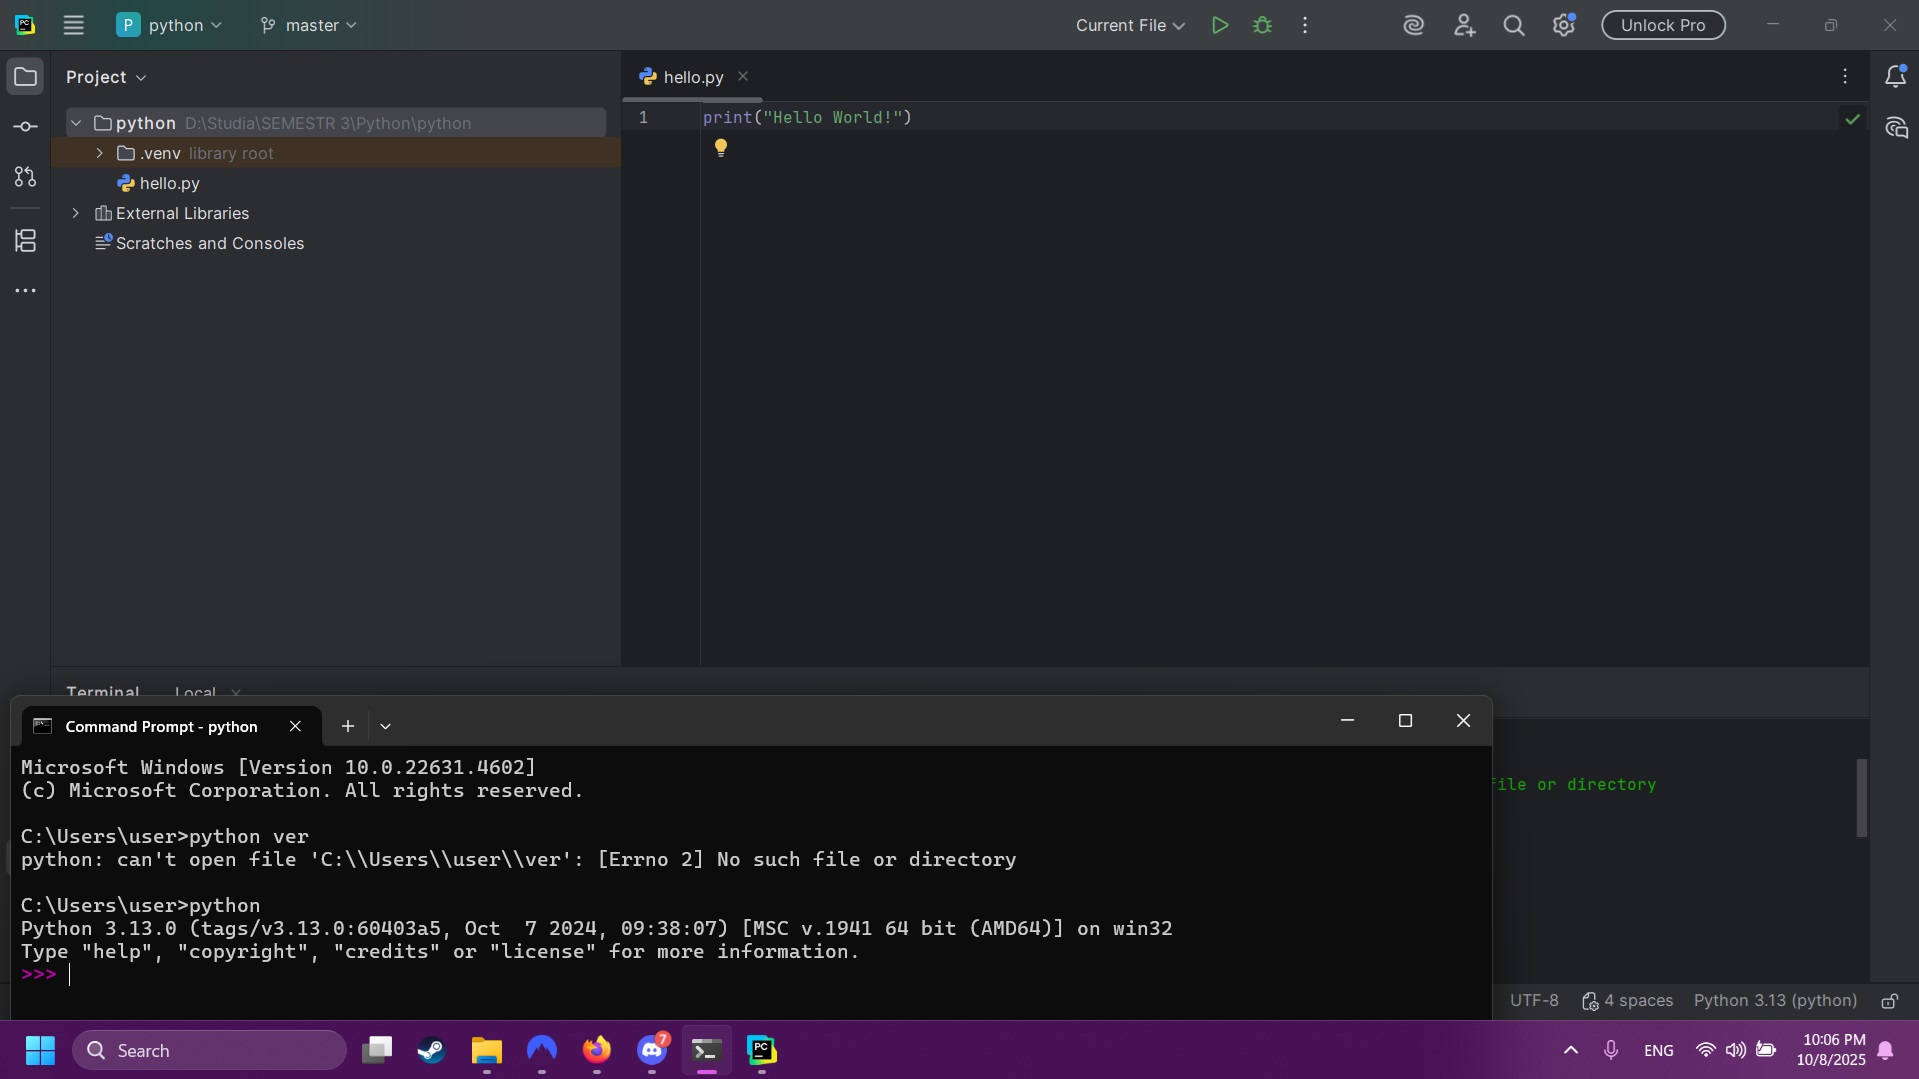 PC
P python
master
Current File
Unlock Pro
Project
python D:\Studia\SEMESTR 3\Python\python
.venv library root
hello.py
External Libraries
Scratches and Consoles
hello.py
1 print("Hello World!")
Terminal Local
file or directory
Command Prompt - python
Microsoft Windows [Version 10.0.22631.4602]
(c) Microsoft Corporation. All rights reserved.
C:\Users\user>python ver
python: can't open file 'C:\\Users\\user\\ver': [Errno 2] No such file or directory
C:\Users\user>python
Python 3.13.0 (tags/v3.13.0:60403a5, Oct  7 2024, 09:38:07) [MSC v.1941 64 bit (AMD64)] on win32
Type "help", "copyright", "credits" or "license" for more information.
>>>
UTF-8 4 spaces Python 3.13 (python)
Search
7
PC
ENG
10:06 PM
10/8/2025